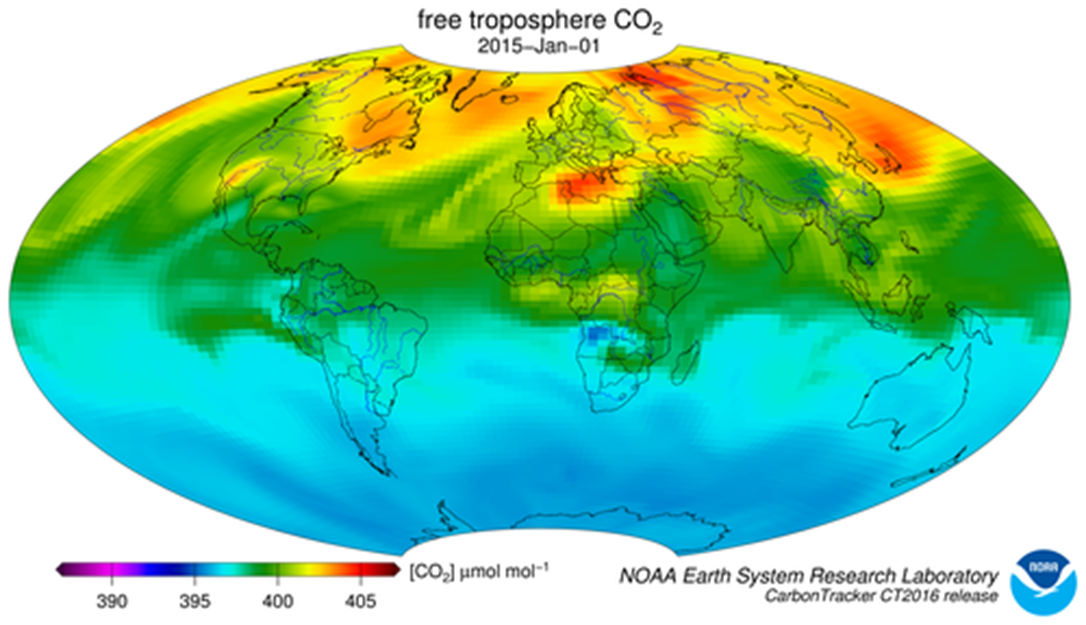 free troposphere CO₂
2015−Jan−01
[CO₂] μmol mol⁻¹
390 395 400 405
NOAA Earth System Research Laboratory
CarbonTracker CT2016 release
NOAA